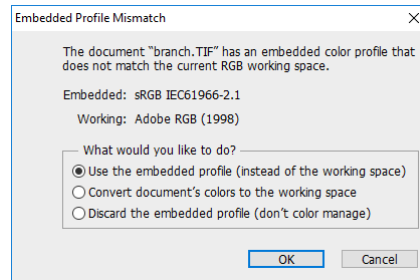 Embedded Profile Mismatch
The document “branch.TIF” has an embedded color profile that
does not match the current RGB working space.
Embedded: sRGB IEC61966-2.1
Working: Adobe RGB (1998)
What would you like to do?
Use the embedded profile (instead of the working space)
Convert document’s colors to the working space
Discard the embedded profile (don’t color manage)
OK
Cancel